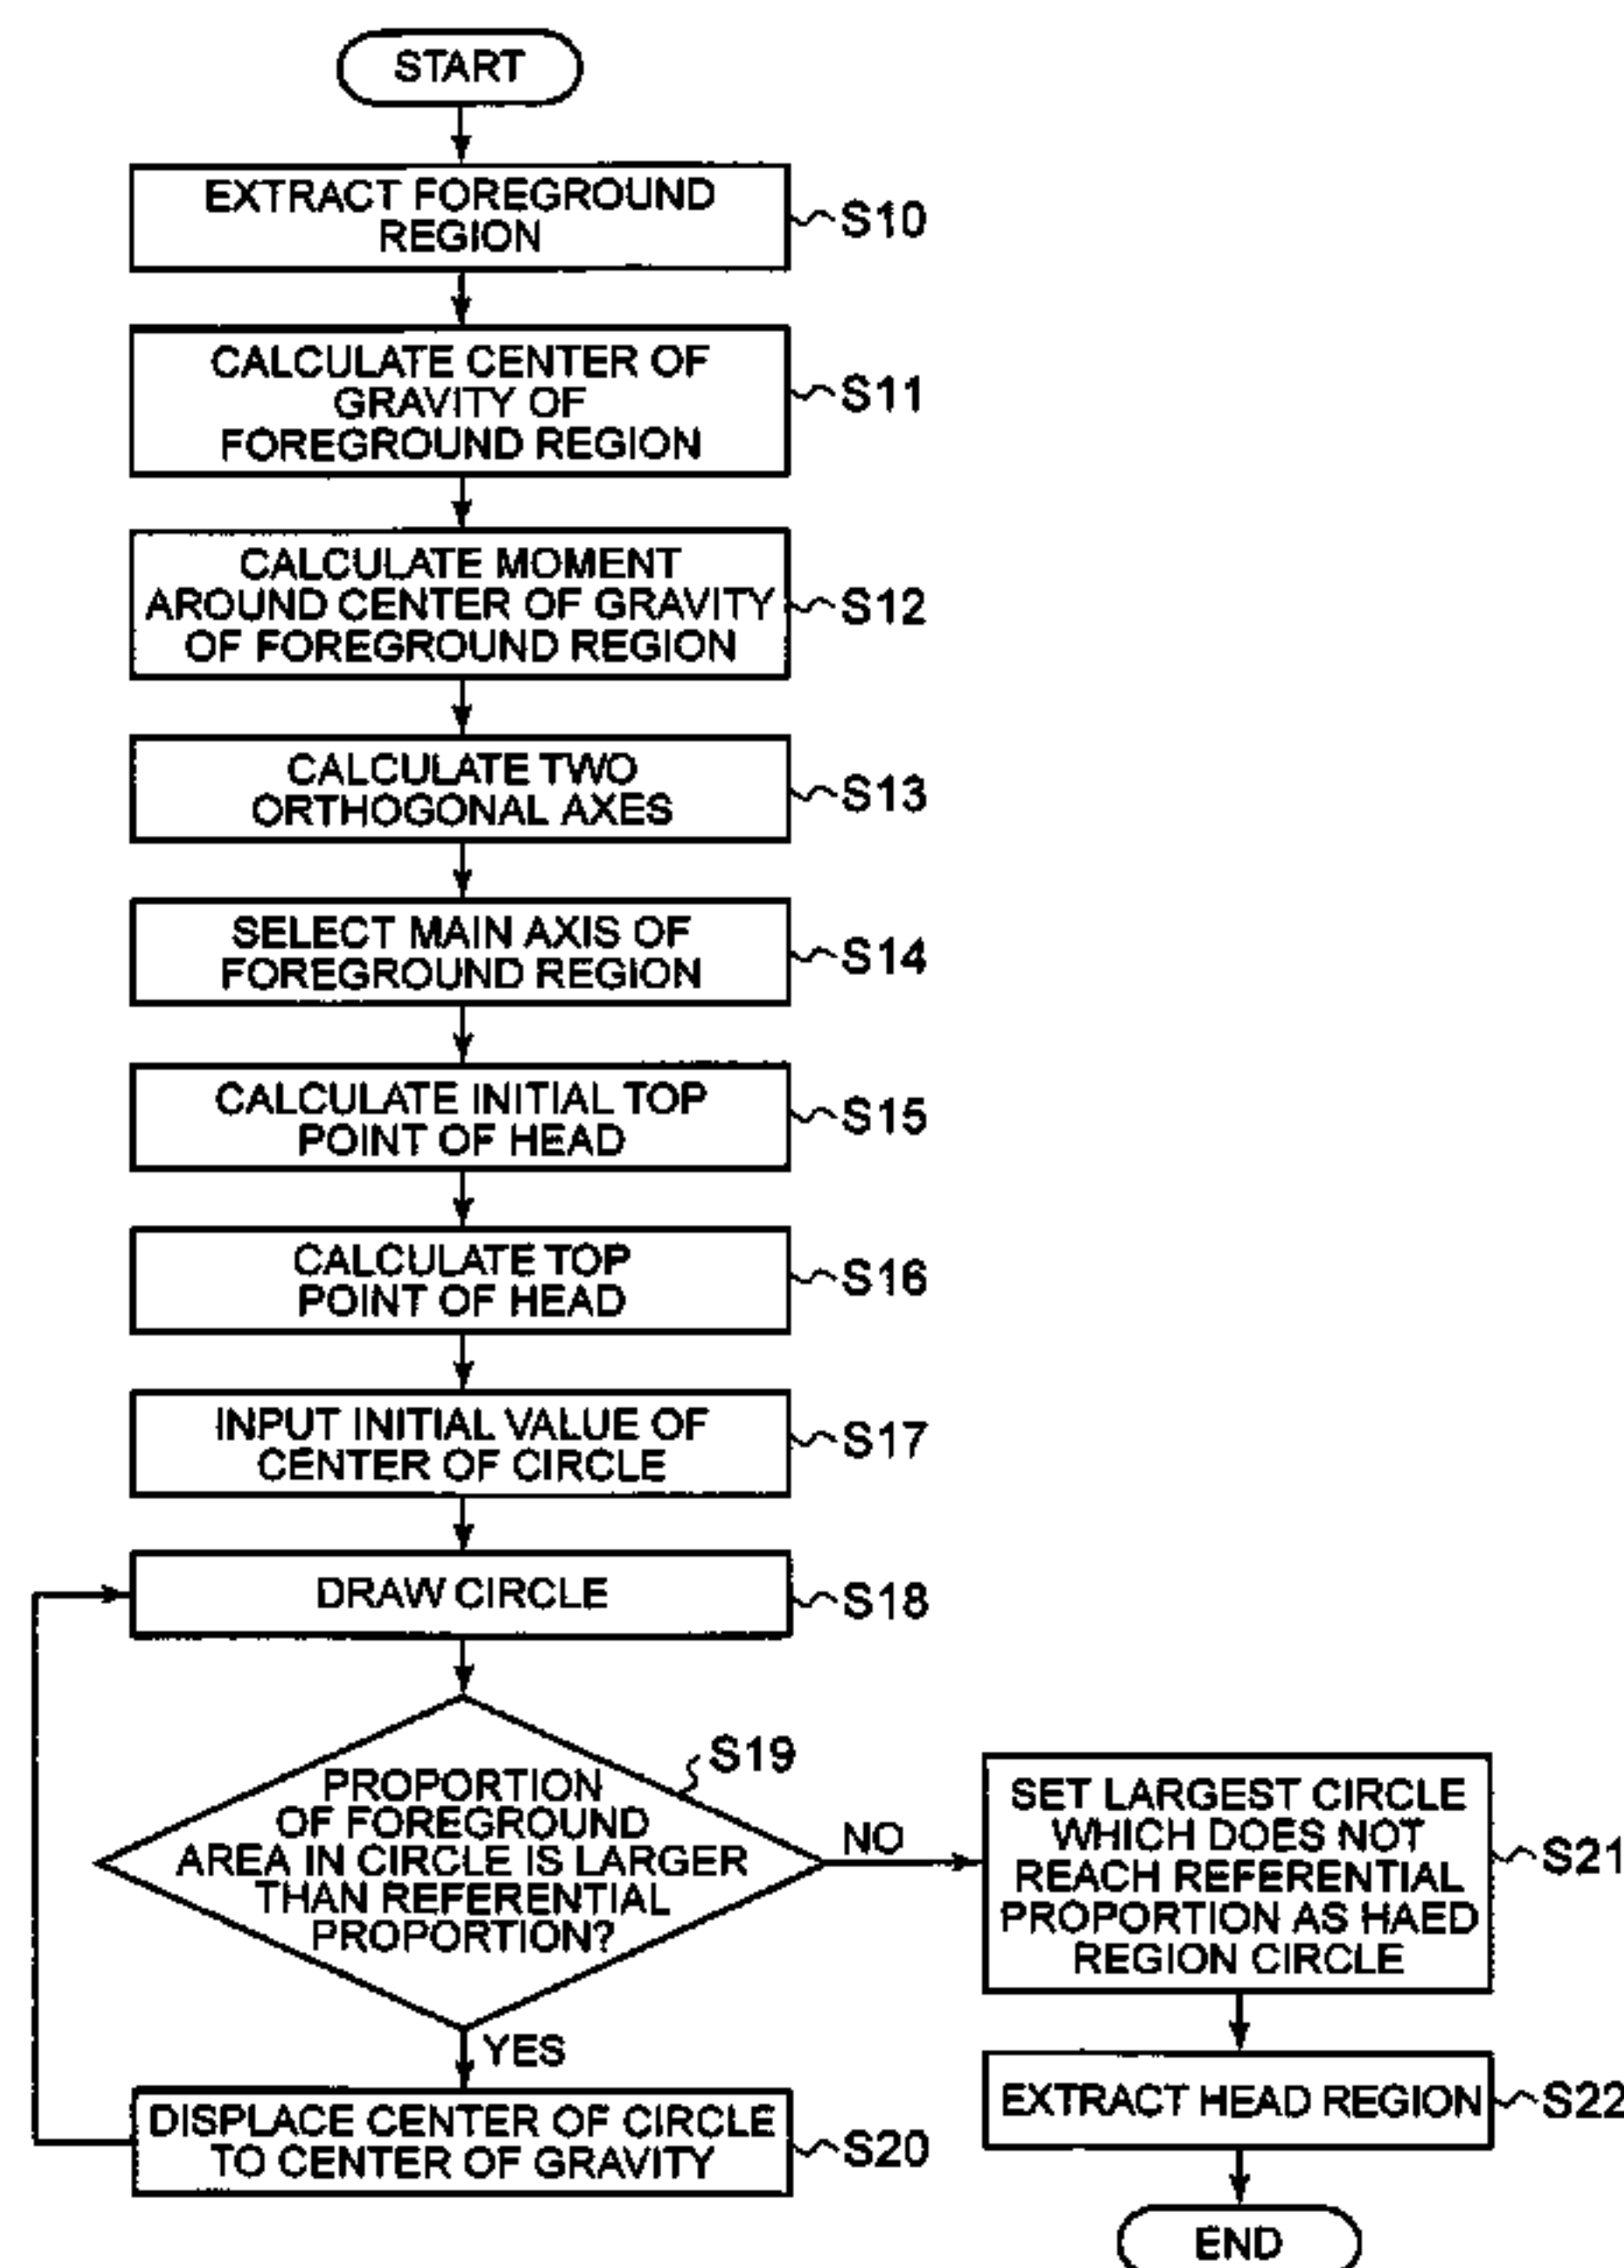 START
EXTRACT FOREGROUND
REGION
S10
CALCULATE CENTER OF
GRAVITY OF
FOREGROUND REGION
S11
CALCULATE MOMENT
AROUND CENTER OF GRAVITY
OF FOREGROUND REGION
S12
CALCULATE TWO
ORTHOGONAL AXES
S13
SELECT MAIN AXIS OF
FOREGROUND REGION
S14
CALCULATE INITIAL TOP
POINT OF HEAD
S15
CALCULATE TOP
POINT OF HEAD
S16
INPUT INITIAL VALUE OF
CENTER OF CIRCLE
S17
DRAW CIRCLE
S18
PROPORTION
OF FOREGROUND
AREA IN CIRCLE IS LARGER
THAN REFERENTIAL
PROPORTION?
S19
NO
YES
DISPLACE CENTER OF CIRCLE
TO CENTER OF GRAVITY
S20
SET LARGEST CIRCLE
WHICH DOES NOT
REACH REFERENTIAL
PROPORTION AS HAED
REGION CIRCLE
S21
EXTRACT HEAD REGION
S22
END